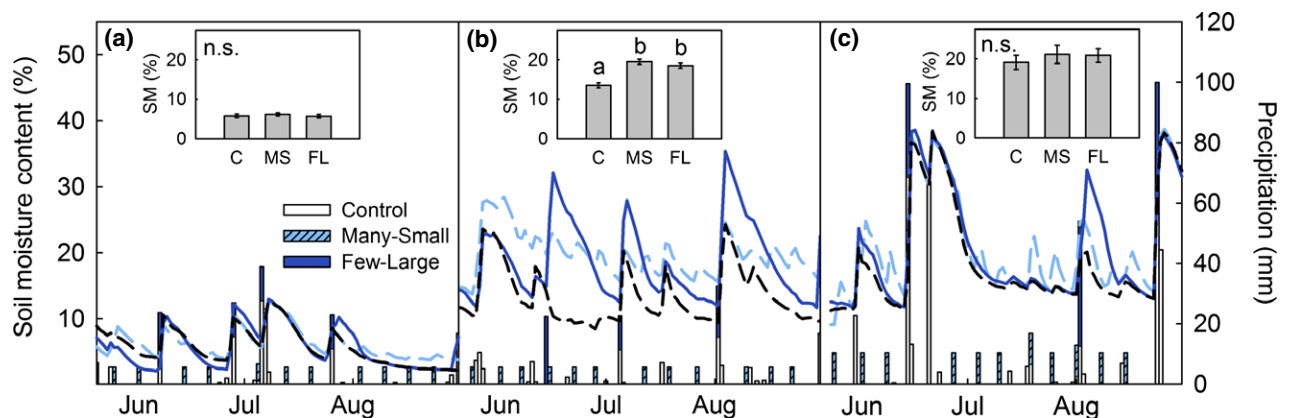 (a)
n.s.
SM (%)
20
10
0
C MS FL
(b)
a b b
SM (%)
20
10
0
C MS FL
(c)
n.s.
SM (%)
20
10
0
C MS FL
Soil moisture content (%)
50
40
30
20
10
Control
Many-Small
Few-Large
Precipitation (mm)
120
100
80
60
40
20
0
Jun Jul Aug Jun Jul Aug Jun Jul Aug